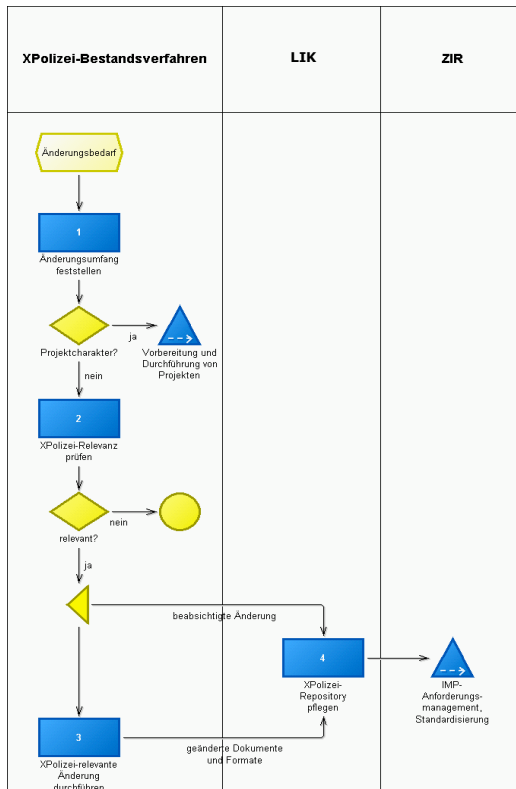 XPolizei-Bestandsverfahren
LIK
ZIR
Änderungsbedarf
1
Änderungsumfang
feststellen
Projektcharakter?
ja
Vorbereitung und
Durchführung von
Projekten
nein
2
XPolizei-Relevanz
prüfen
relevant?
nein
ja
beabsichtigte Änderung
4
XPolizei-
Repository
pflegen
IMP-
Anforderungs-
management,
Standardisierung
3
XPolizei-relevante
Änderung
durchführen
geänderte Dokumente
und Formate